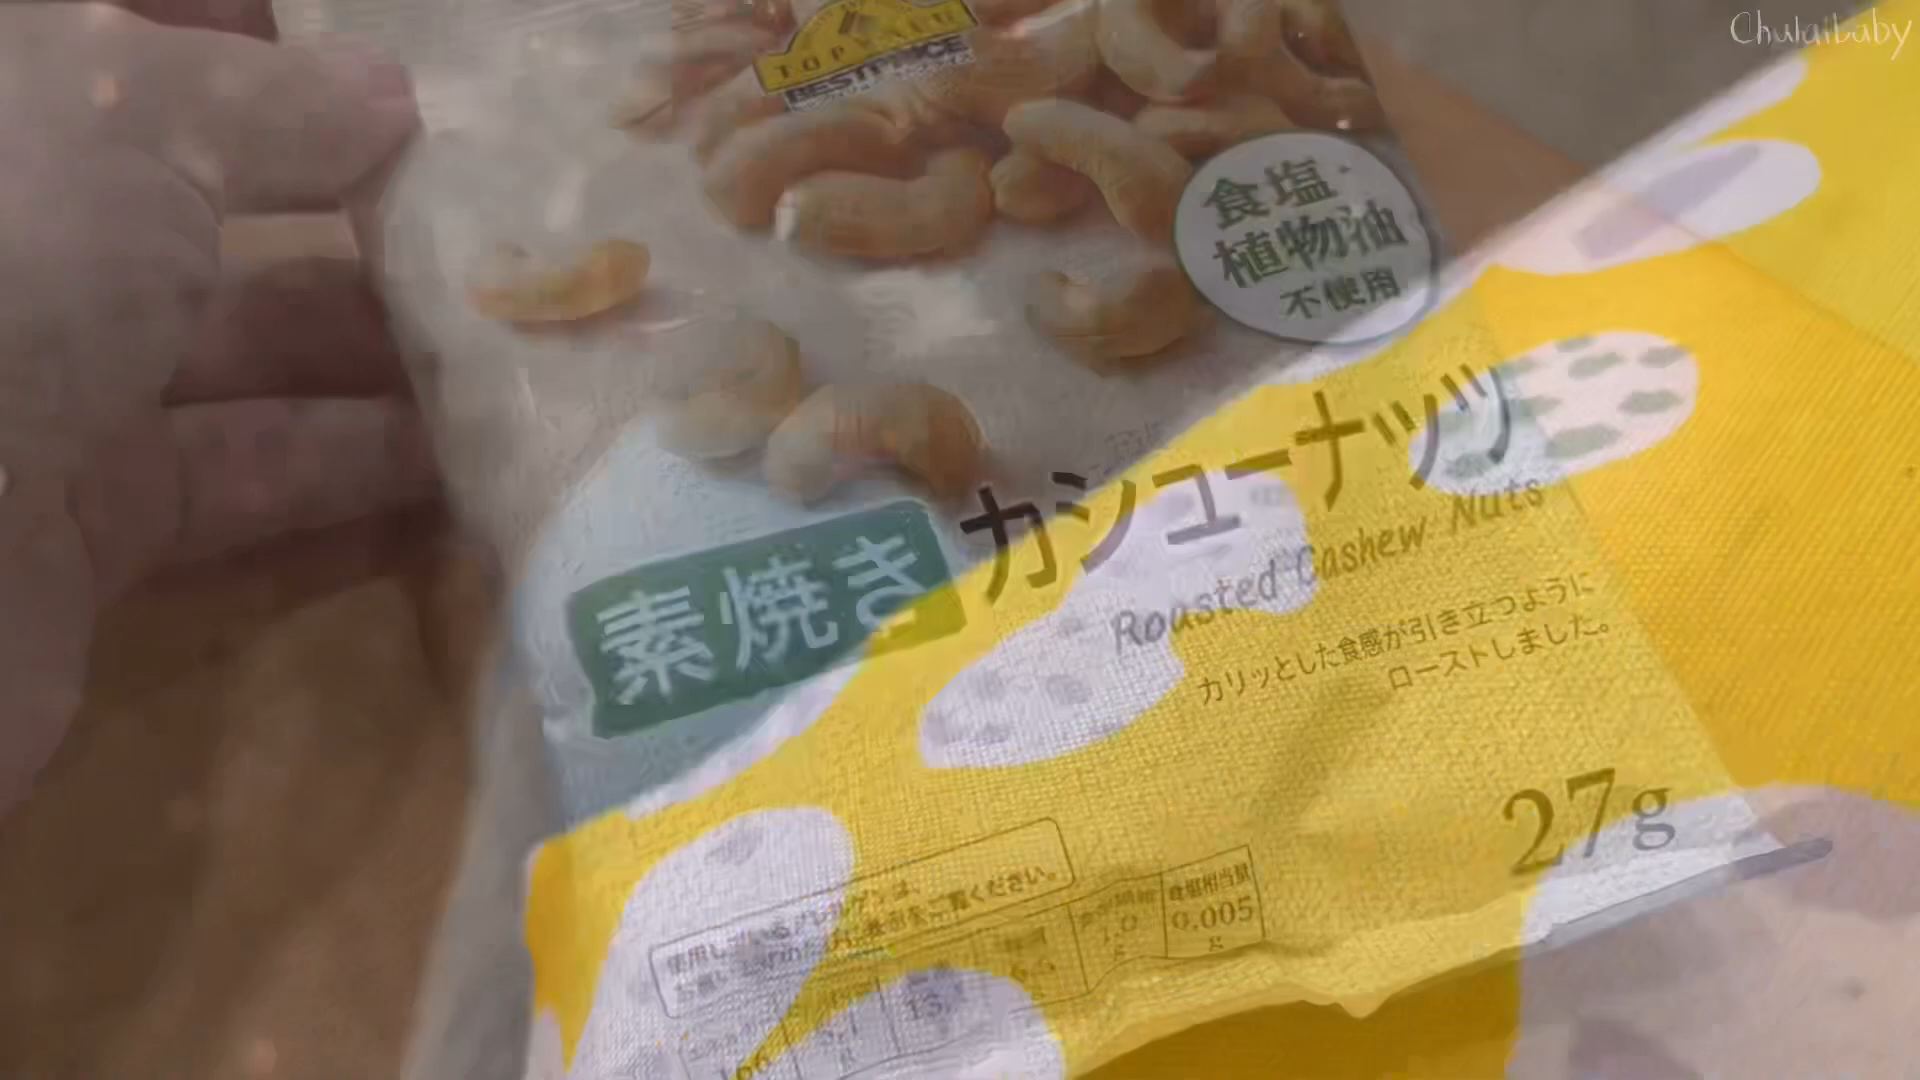 Chulaibaby
TOPVALU
BESTPRICE
食塩・
植物油
不使用
素焼き カシューナッツ
Roasted Cashew Nuts
カリッとした食感が引き立つように
ローストしました。
27g
食塩相当量
0.005
g